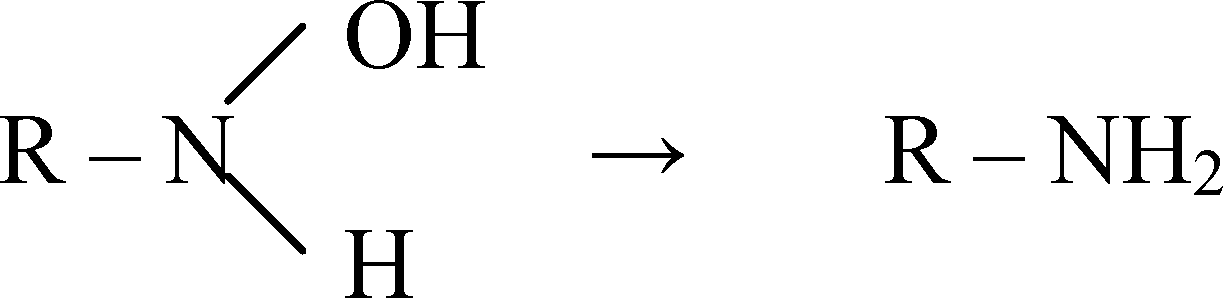 OH
R – N → R – NH₂
H